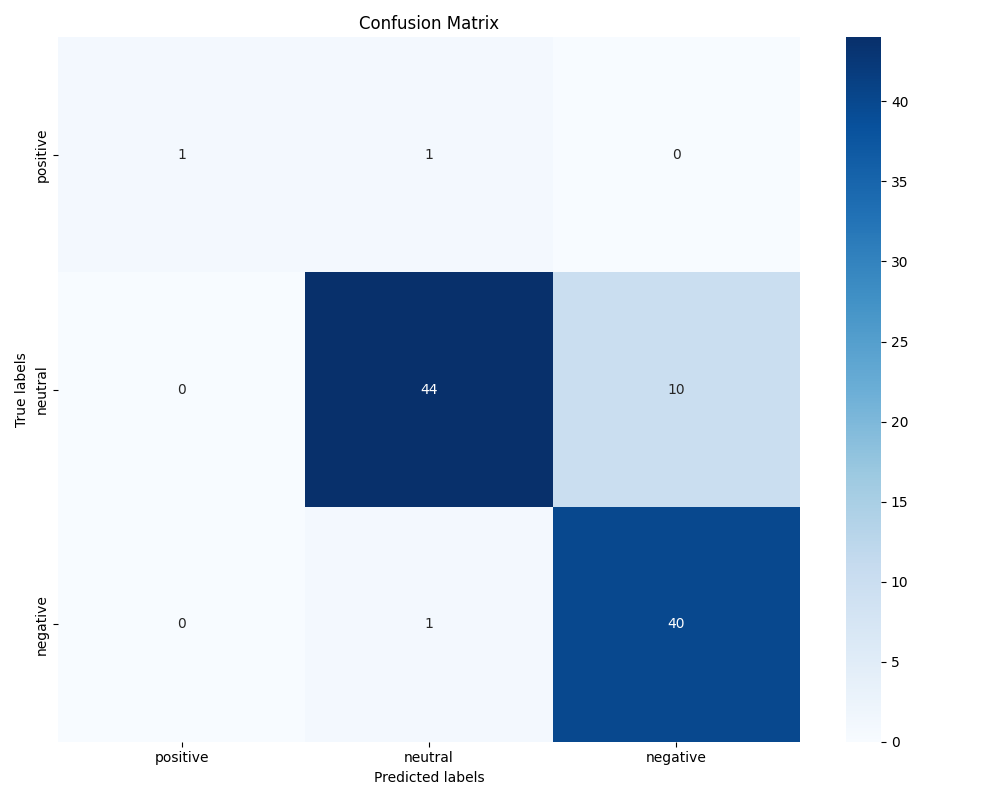 Confusion Matrix
True labels
positive
neutral
negative
1 1 0
0 44 10
0 1 40
positive neutral negative
Predicted labels
40
35
30
25
20
15
10
5
0